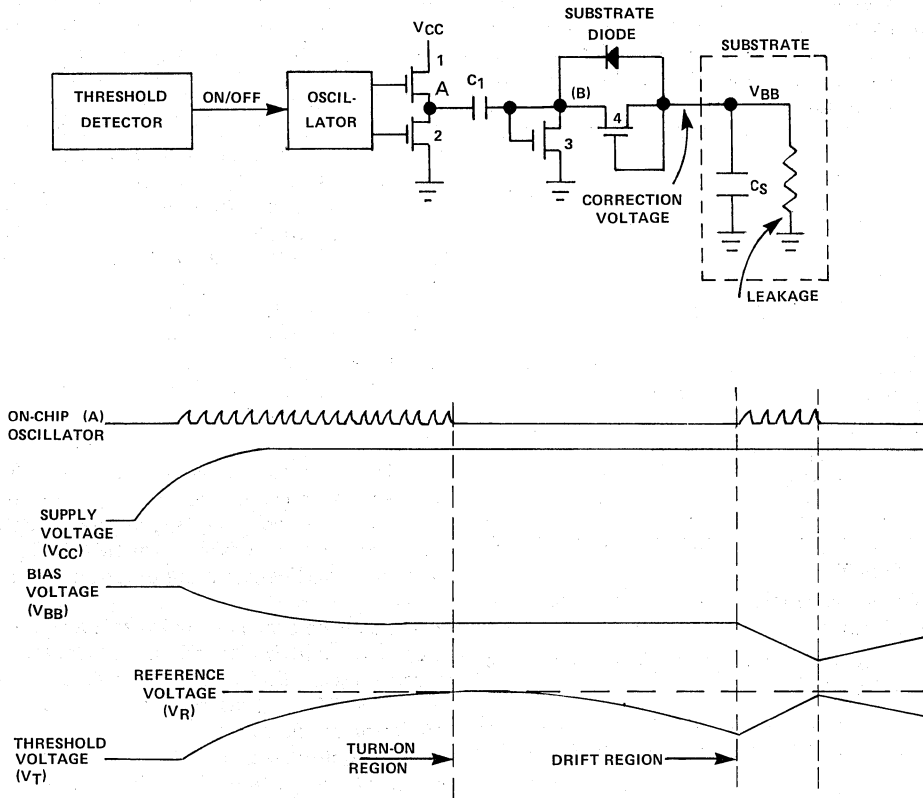 SUBSTRATE
DIODE
VCC
SUBSTRATE
1
A
C1
(B)
VBB
THRESHOLD
DETECTOR
ON/OFF
OSCIL-
LATOR
2
3
4
CS
CORRECTION
VOLTAGE
LEAKAGE
ON-CHIP (A)
OSCILLATOR
SUPPLY
VOLTAGE
(VCC)
BIAS
VOLTAGE
(VBB)
REFERENCE
VOLTAGE
(VR)
THRESHOLD
VOLTAGE
(VT)
TURN-ON
REGION
DRIFT REGION